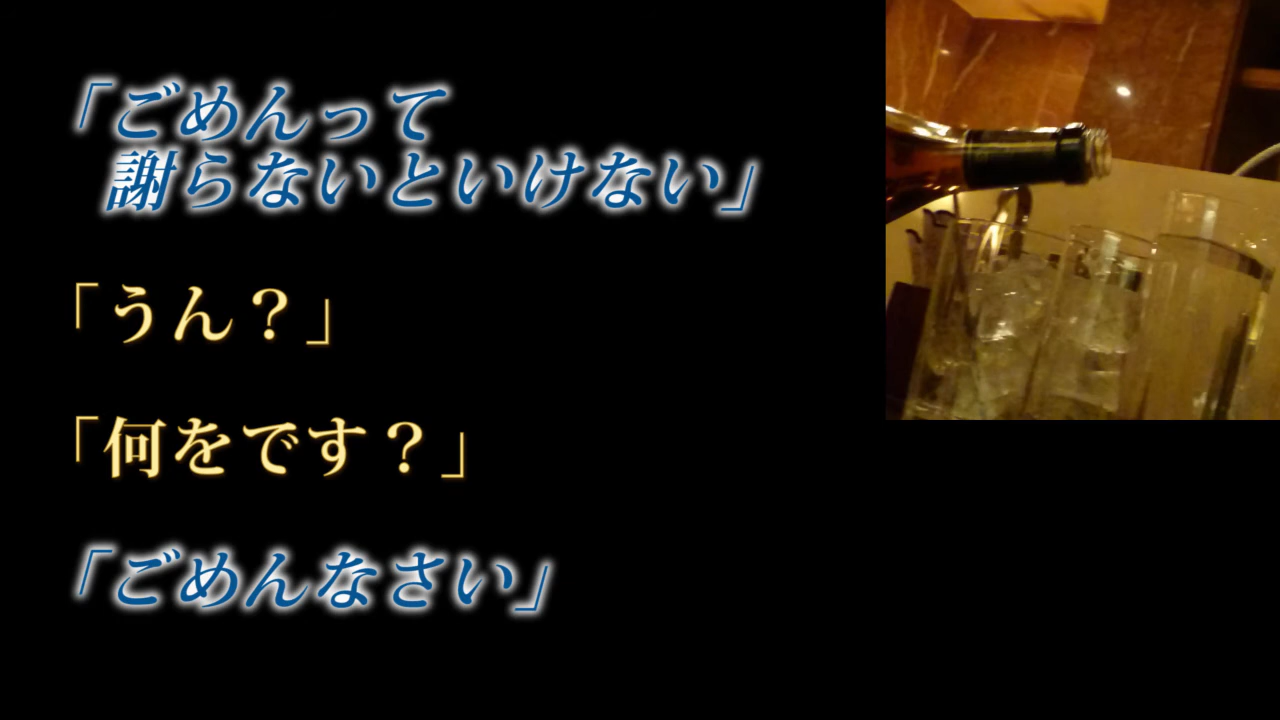 「ごめんって
謝らないといけない」
「うん？」
「何をです？」
「ごめんなさい」